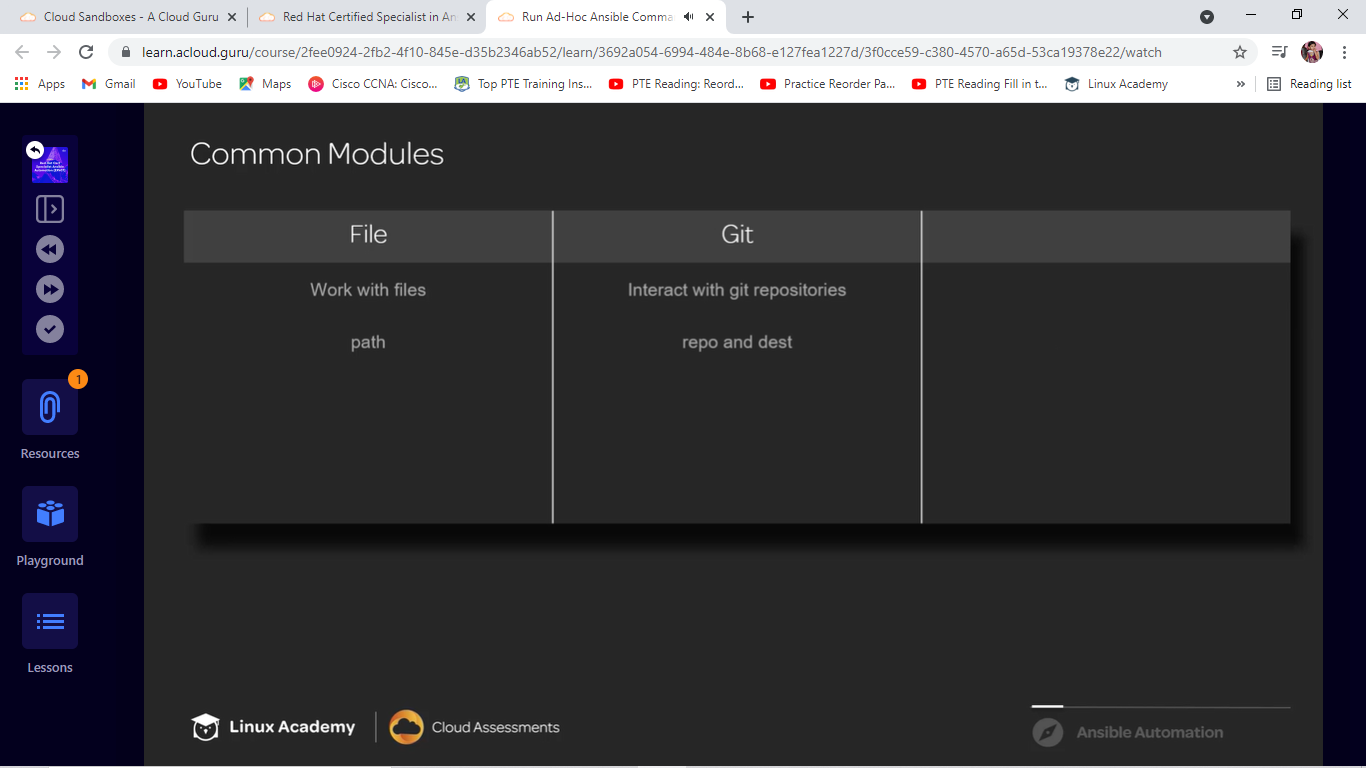 Cloud Sandboxes - A Cloud Guru
Red Hat Certified Specialist in An
Run Ad-Hoc Ansible Comma
learn.acloud.guru/course/2fee0924-2fb2-4f10-845e-d35b2346ab52/learn/3692a054-6994-484e-8b68-e127fea1227d/3f0cce59-c380-4570-a65d-53ca19378e22/watch
Apps Gmail YouTube Maps Cisco CCNA: Cisco... Top PTE Training Ins... PTE Reading: Reord... Practice Reorder Pa... PTE Reading Fill in t... Linux Academy » Reading list
Common Modules
File Git
Work with files Interact with git repositories
path repo and dest
1
Resources
Playground
Lessons
Linux Academy Cloud Assessments
Ansible Automation